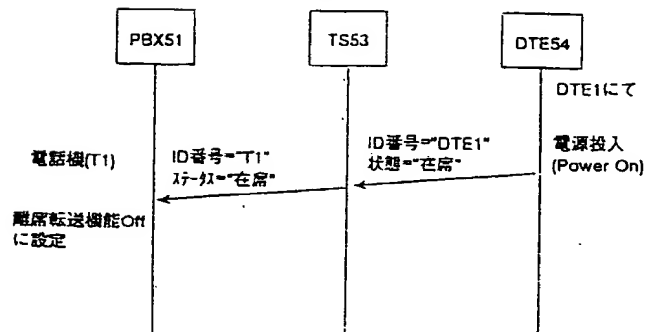 PBX51
TS53
DTE54
DTE1にて
電話機(T1)
ID番号="T1"
ステータス="在席"
ID番号="DTE1"
状態="在席"
電源投入
(Power On)
離席転送機能Off
に設定